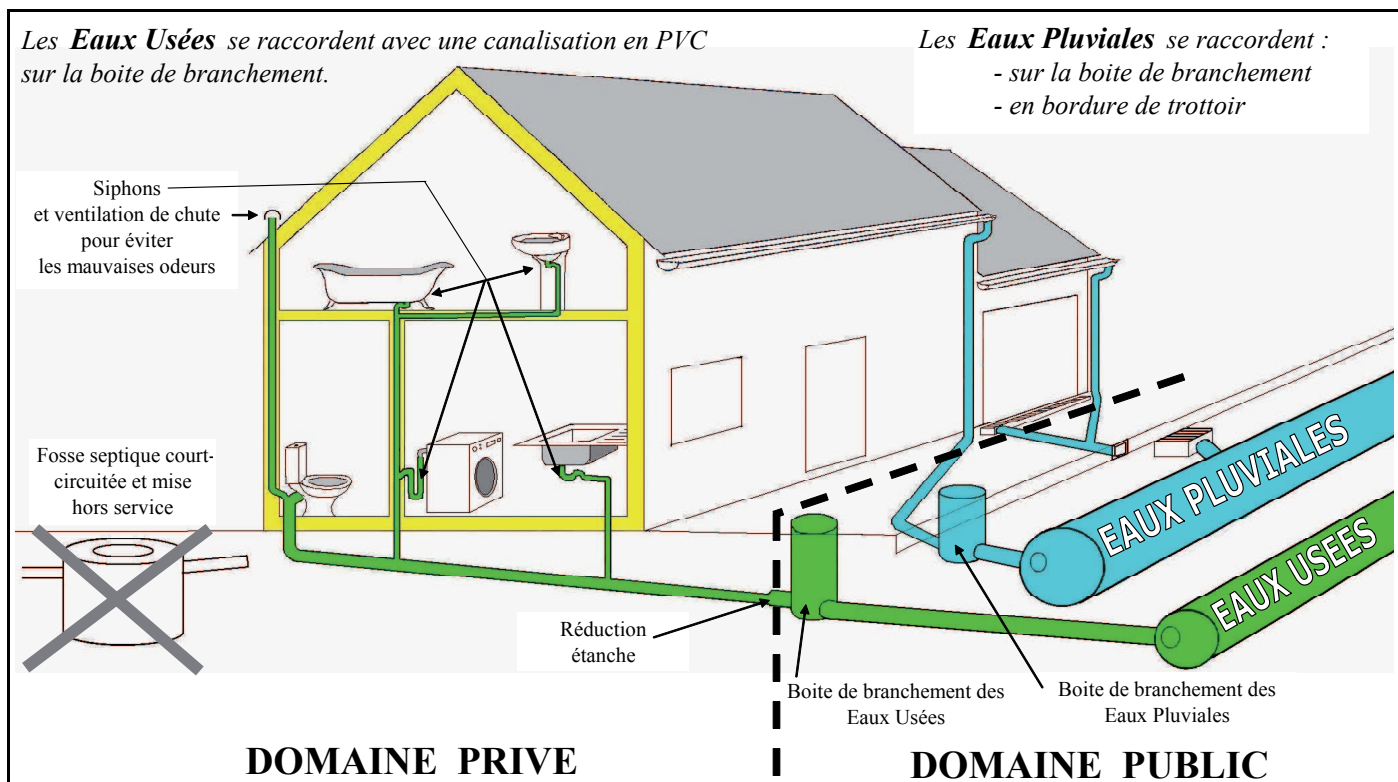 Les Eaux Usées se raccordent avec une canalisation en PVC
sur la boite de branchement.
Les Eaux Pluviales se raccordent :
- sur la boite de branchement
- en bordure de trottoir
Siphons
et ventilation de chute
pour éviter
les mauvaises odeurs
Fosse septique court-
circuitée et mise
hors service
EAUX PLUVIALES
EAUX USEES
Réduction
étanche
Boite de branchement des
Eaux Usées
Boite de branchement des
Eaux Pluviales
DOMAINE PRIVE
DOMAINE PUBLIC